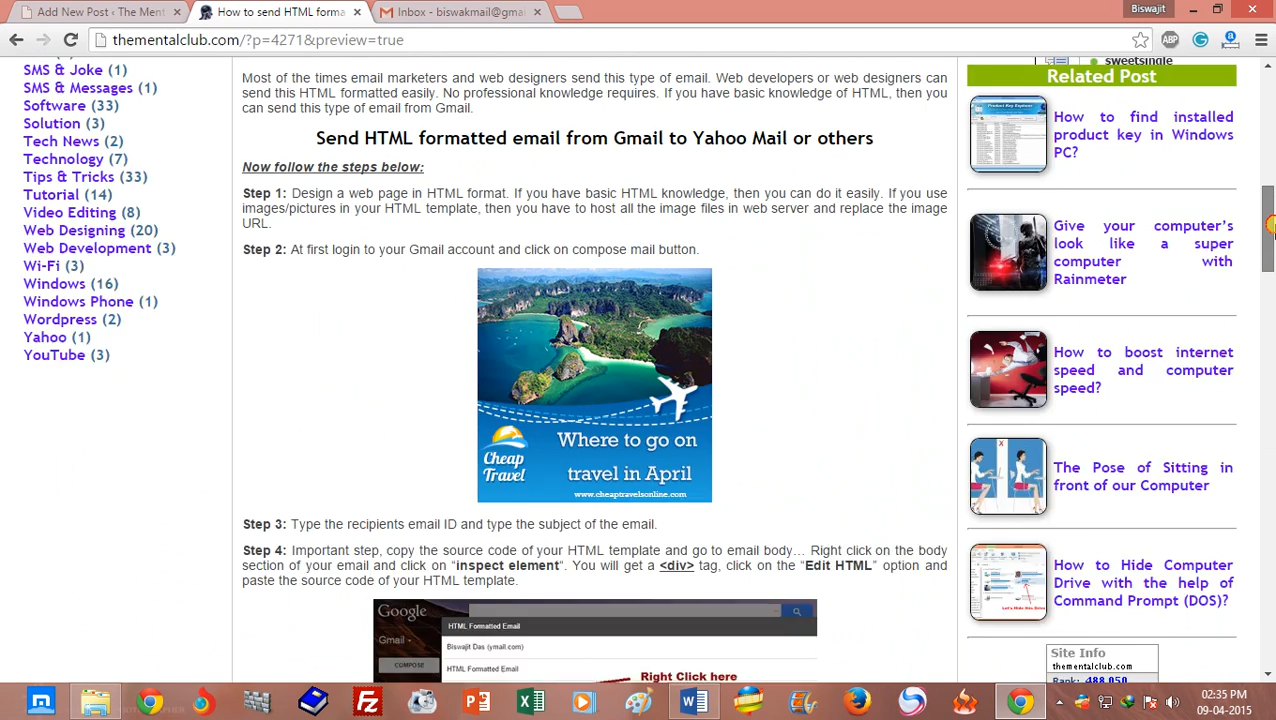 Add New Post ‹ The Ment
How to send HTML forma
Inbox - biswakmail@gma
Biswajit
thementalclub.com/?p=4271&preview=true
ABP
SMS & Joke (1)
SMS & Messages (1)
Software (33)
Solution (3)
Tech News (2)
Technology (7)
Tips & Tricks (33)
Tutorial (14)
Video Editing (8)
Web Designing (20)
Web Development (3)
Wi-Fi (3)
Windows (16)
Windows Phone (1)
Wordpress (2)
Yahoo (1)
YouTube (3)
Most of the times email marketers and web designers send this type of email. Web developers or web designers can
send this HTML formatted easily. No professional knowledge requires. If you have basic knowledge of HTML, then you
can send this type of email from Gmail.
Send HTML formatted email from Gmail to Yahoo Mail or others
Now follow the steps below:
Step 1: Design a web page in HTML format. If you have basic HTML knowledge, then you can do it easily. If you use
images/pictures in your HTML template, then you have to host all the image files in web server and replace the image
URL.
Step 2: At first login to your Gmail account and click on compose mail button.
Where to go on
travel in April
Cheap
Travel
www.cheaptravelsonline.com
Step 3: Type the recipients email ID and type the subject of the email.
Step 4: Important step, copy the source code of your HTML template and go to email body… Right click on the body
section of your email and click on “inspect element“. You will get a <div> tag, click on the “Edit HTML” option and
paste the source code of your HTML template.
Google
Gmail
COMPOSE
HTML Formatted Email
Biswajit Das (ymail.com)
HTML Formatted Email
Right Click here
sweetsingle
Related Post
How to find installed
product key in Windows
PC?
Give your computer’s
look like a super
computer with
Rainmeter
How to boost internet
speed and computer
speed?
The Pose of Sitting in
front of our Computer
How to Hide Computer
Drive with the help of
Command Prompt (DOS)?
Site Info
thementalclub.com
Rank: 488,050
02:35 PM
09-04-2015